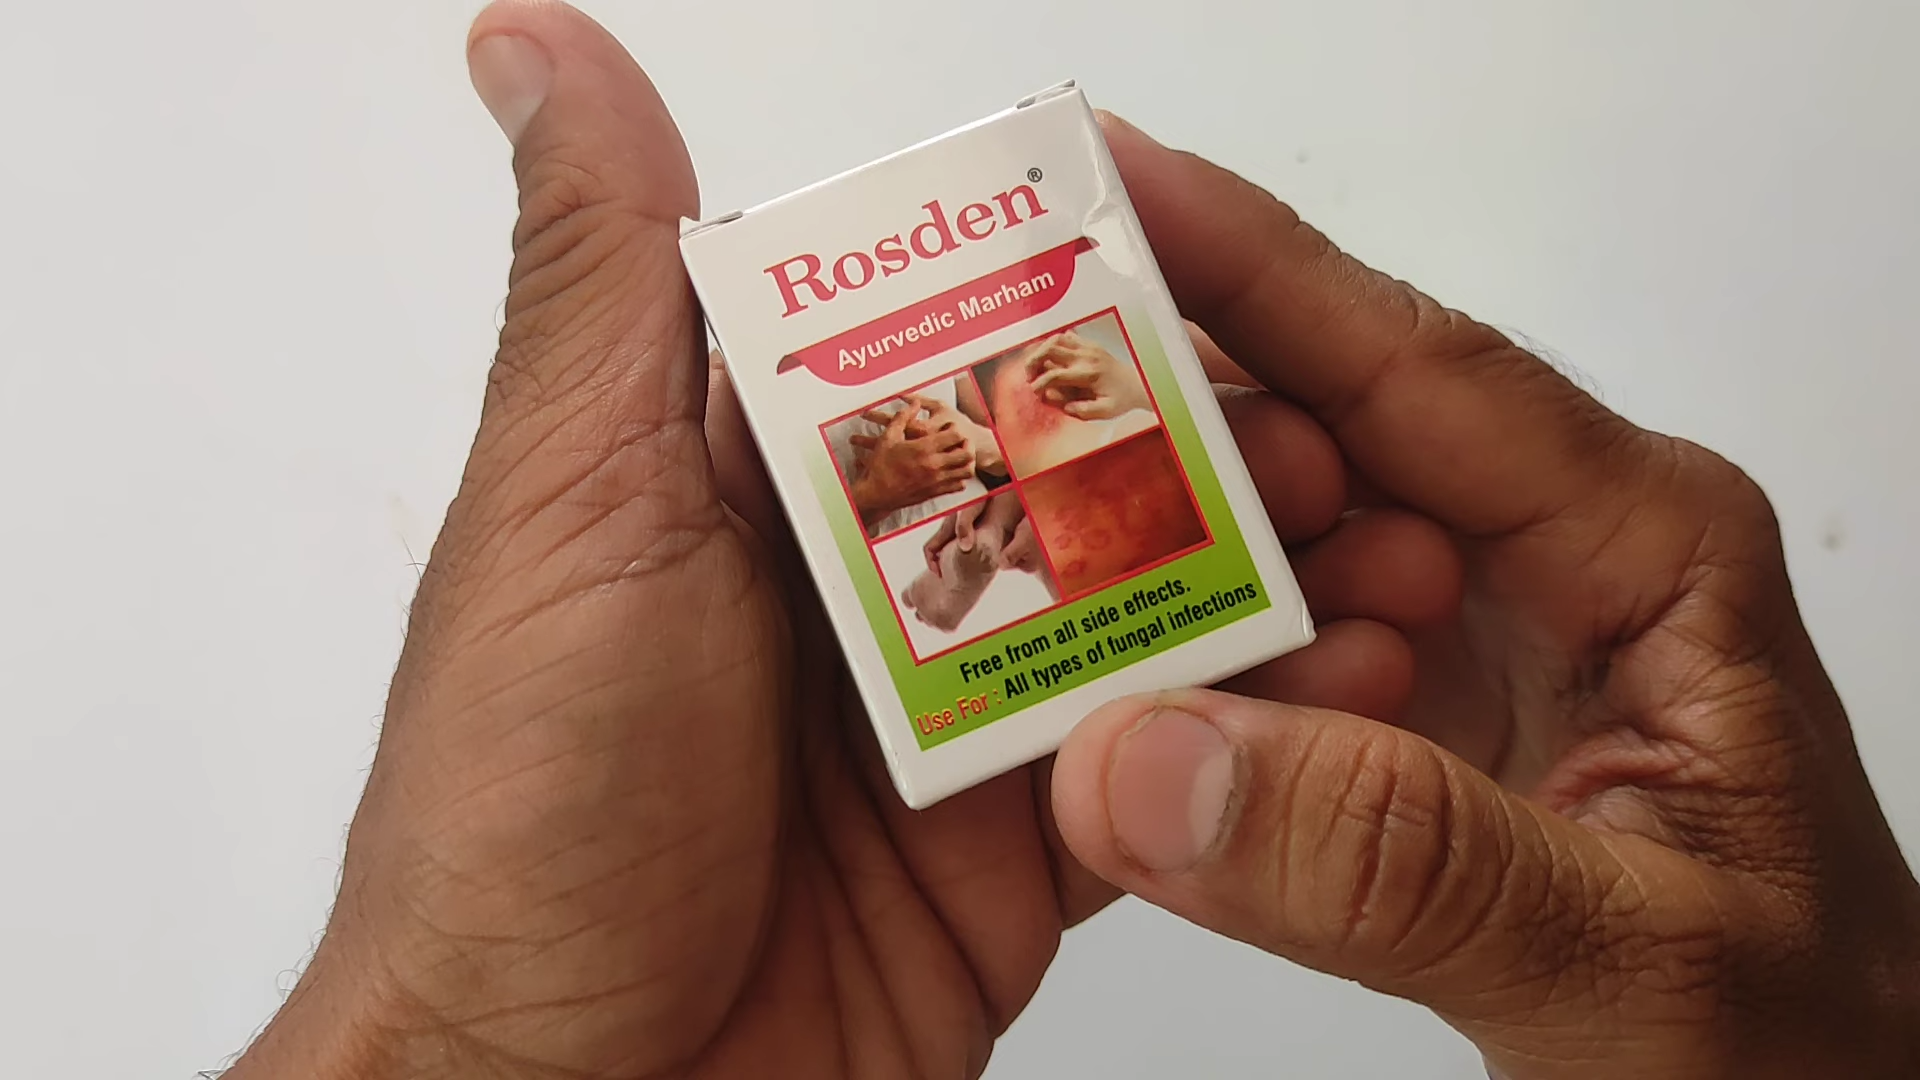 Rosden®
Ayurvedic Marham
Free from all side effects.
Use For : All types of fungal infections